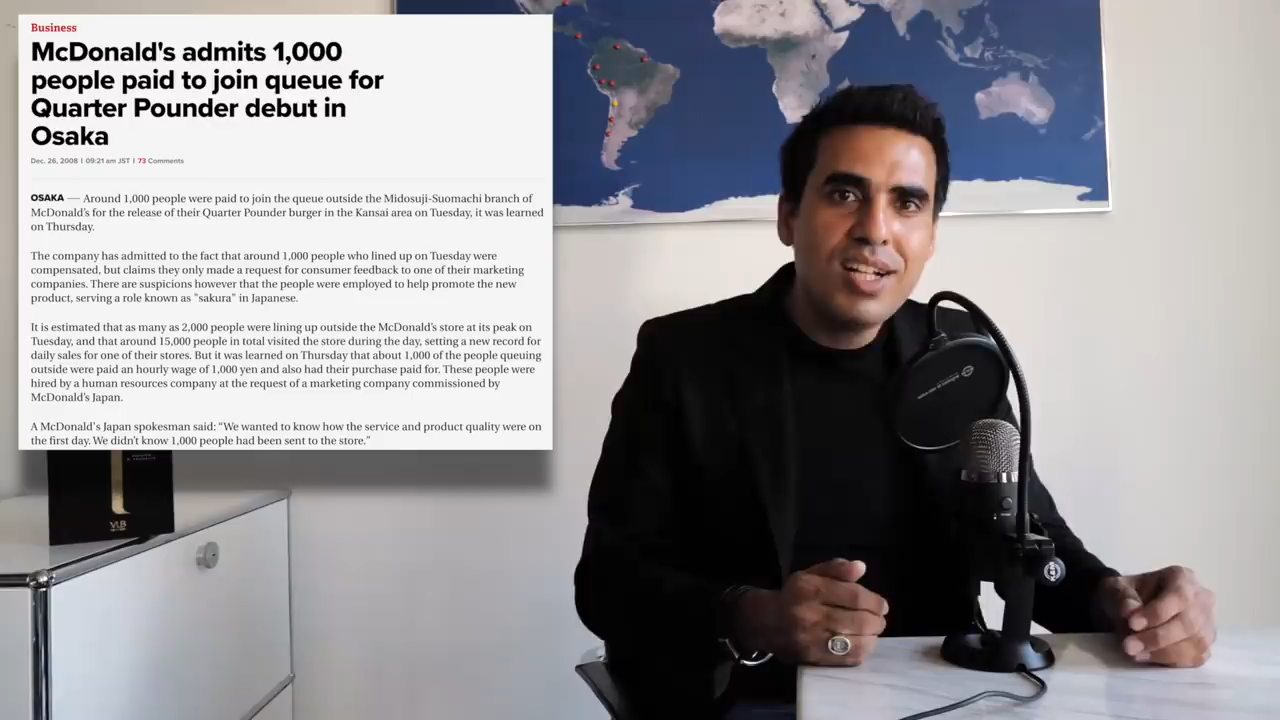 Business
McDonald's admits 1,000
people paid to join queue for
Quarter Pounder debut in
Osaka
Dec. 26, 2008 | 09:21 am JST | 73 Comments
OSAKA — Around 1,000 people were paid to join the queue outside the Midosuji-Suomachi branch of
McDonald's for the release of their Quarter Pounder burger in the Kansai area on Tuesday, it was learned
on Thursday.
The company has admitted to the fact that around 1,000 people who lined up on Tuesday were
compensated, but claims they only made a request for consumer feedback to one of their marketing
companies. There are suspicions however that the people were employed to help promote the new
product, serving a role known as "sakura" in Japanese.
It is estimated that as many as 2,000 people were lining up outside the McDonald's store at its peak on
Tuesday, and that around 15,000 people in total visited the store during the day, setting a new record for
daily sales for one of their stores. But it was learned on Thursday that about 1,000 of the people queuing
outside were paid an hourly wage of 1,000 yen and also had their purchase paid for. These people were
hired by a human resources company at the request of a marketing company commissioned by
McDonald's Japan.
A McDonald's Japan spokesman said: “We wanted to know how the service and product quality were on
the first day. We didn't know 1,000 people had been sent to the store.”
VLB